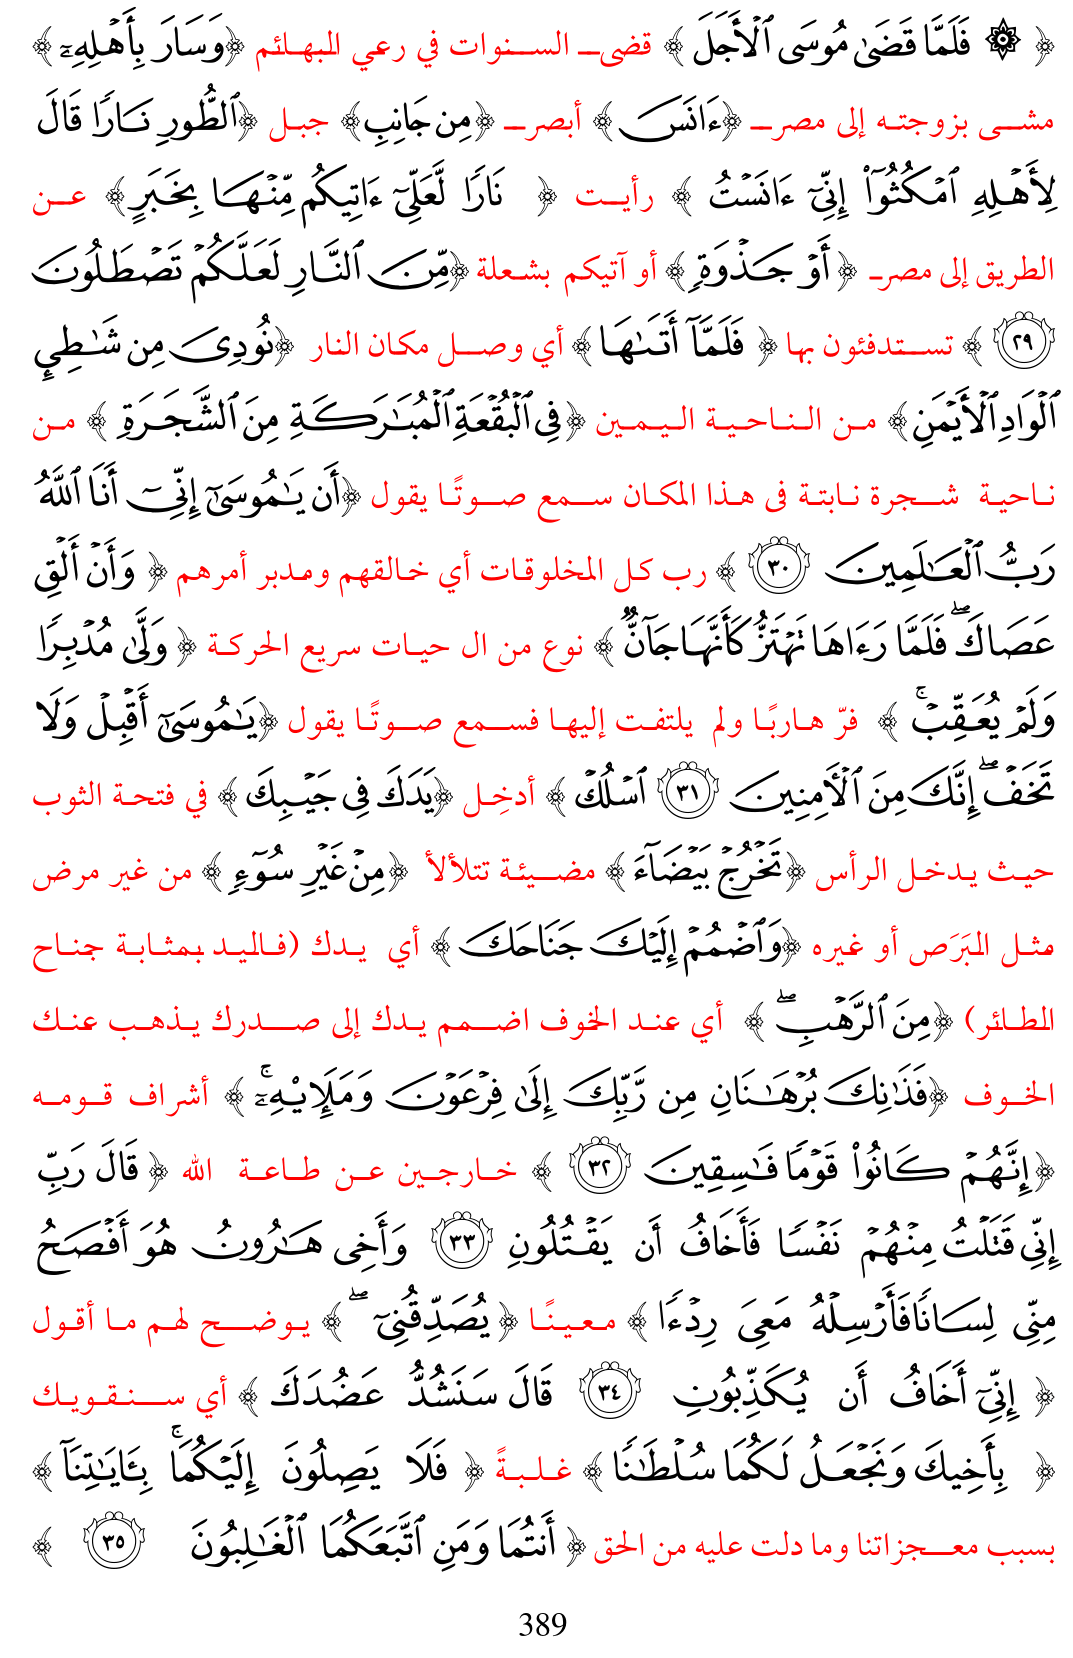 ﴿ ۞ فَلَمَّا قَضَىٰ مُوسَى ٱلۡأَجَلَ ﴾ قضى السنوات في رعي البهائم ﴿وَسَارَ بِأَهۡلِهِۦٓ﴾
مشى بزوجته إلى مصر ﴿ءَانَسَ﴾ أبصر ﴿مِن جَانِبِ﴾ جبل ﴿ٱلطُّورِ نَارٗا قَالَ
لِأَهۡلِهِ ٱمۡكُثُوٓاْ إِنِّيٓ ءَانَسۡتُ ﴾ رأيت ﴿ نَارٗا لَّعَلِّيٓ ءَاتِيكُم مِّنۡهَا بِخَبَرٍ﴾ عن
الطريق إلى مصر ﴿ أَوۡ جَذۡوَةٖ﴾ أو آتيكم بشعلة ﴿مِّنَ ٱلنَّارِ لَعَلَّكُمۡ تَصۡطَلُونَ
٢٩ ﴾ تستدفئون بها ﴿ فَلَمَّآ أَتَىٰهَا﴾ أي وصل مكان النار ﴿نُودِيَ مِن شَٰطِيِٕ
ٱلۡوَادِ ٱلۡأَيۡمَنِ﴾ من الناحية اليمين ﴿فِي ٱلۡبُقۡعَةِ ٱلۡمُبَٰرَكَةِ مِنَ ٱلشَّجَرَةِ ﴾ من
ناحية شجرة نابتة فى هذا المكان سمع صوتًا يقول ﴿أَن يَٰمُوسَىٰٓ إِنِّيٓ أَنَا ٱللَّهُ
رَبُّ ٱلۡعَٰلَمِينَ ٣٠ ﴾ رب كل المخلوقات أي خالقهم ومدبر أمرهم ﴿ وَأَنۡ أَلۡقِ
عَصَاكَۖ فَلَمَّا رَءَاهَا تَهۡتَزُّ كَأَنَّهَا جَآنّٞ ﴾ نوع من ال حيات سريع الحركة ﴿ وَلَّىٰ مُدۡبِرٗا
وَلَمۡ يُعَقِّبۡۚ ﴾ فرّ هاربًا ولم يلتفت إليها فسمع صوتًا يقول ﴿يَٰمُوسَىٰٓ أَقۡبِلۡ وَلَا
تَخَفۡۖ إِنَّكَ مِنَ ٱلۡأٓمِنِينَ ٣١ ٱسۡلُكۡ ﴾ أدخِل ﴿يَدَكَ فِي جَيۡبِكَ ﴾ في فتحة الثوب
حيث يدخل الرأس ﴿تَخۡرُجۡ بَيۡضَآءَ﴾ مضيئة تتلألأ ﴿مِنۡ غَيۡرِ سُوٓءٖ ﴾ من غير مرض
مثل البَرَص أو غيره ﴿وَٱضۡمُمۡ إِلَيۡكَ جَنَاحَكَ ﴾ أي يدك (فاليد بمثابة جناح
الطائر) ﴿مِنَ ٱلرَّهۡبِۖ ﴾ أي عند الخوف اضمم يدك إلى صدرك يذهب عنك
الخوف ﴿فَذَٰنِكَ بُرۡهَٰنَانِ مِن رَّبِّكَ إِلَىٰ فِرۡعَوۡنَ وَمَلَإِيْهِۦٓۚ ﴾ أشراف قومه
﴿إِنَّهُمۡ كَانُواْ قَوۡمٗا فَٰسِقِينَ ٣٢ ﴾ خارجين عن طاعة الله ﴿ قَالَ رَبِّ
إِنِّي قَتَلۡتُ مِنۡهُمۡ نَفۡسٗا فَأَخَافُ أَن يَقۡتُلُونِ ٣٣ وَأَخِي هَٰرُونُ هُوَ أَفۡصَحُ
مِنِّي لِسَانٗا فَأَرۡسِلۡهُ مَعِيَ رِدۡءٗا ﴾ معينًا ﴿ يُصَدِّقُنِيٓۖ ﴾ يوضح لهم ما أقول
﴿ إِنِّيٓ أَخَافُ أَن يُكَذِّبُونِ ٣٤ قَالَ سَنَشُدُّ عَضُدَكَ ﴾ أي سنقويك
﴿ بِأَخِيكَ وَنَجۡعَلُ لَكُمَا سُلۡطَٰنٗا ﴾ غلبةً ﴿ فَلَا يَصِلُونَ إِلَيۡكُمَا بِـَٔايَٰتِنَآۚ ﴾
بسبب معجزاتنا وما دلت عليه من الحق ﴿ أَنتُمَا وَمَنِ ٱتَّبَعَكُمَا ٱلۡغَٰلِبُونَ ٣٥ ﴾
389